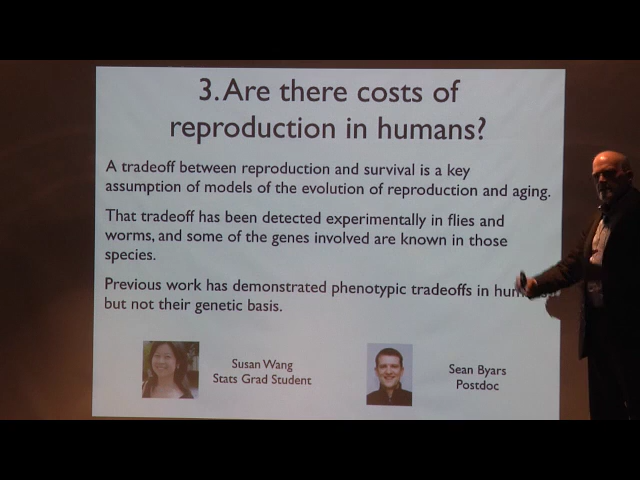 3. Are there costs of
reproduction in humans?
A tradeoff between reproduction and survival is a key
assumption of models of the evolution of reproduction and aging.
That tradeoff has been detected experimentally in flies and
worms, and some of the genes involved are known in those
species.
Previous work has demonstrated phenotypic tradeoffs in
but not their genetic basis.
Susan Wang
Stats Grad Student
Sean Byars
Postdoc